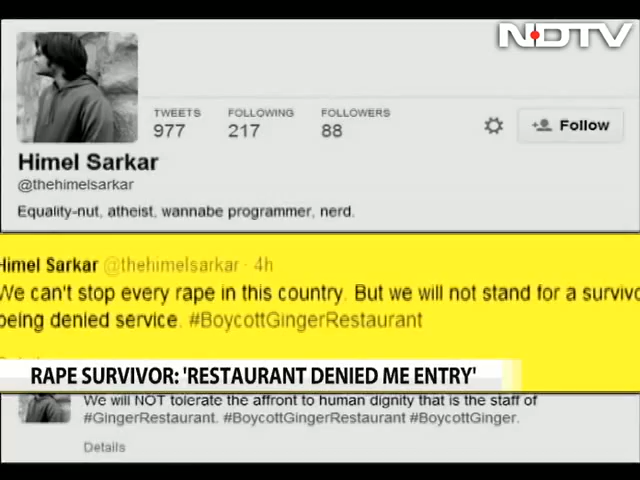 NDTV
TWEETS FOLLOWING FOLLOWERS
977 217 88
Follow
Himel Sarkar
@thehimelsarkar
Equality-nut, atheist, wannabe programmer, nerd.
Himel Sarkar @thehimelsarkar · 4h
We can't stop every rape in this country. But we will not stand for a survivo
being denied service. #BoycottGingerRestaurant
RAPE SURVIVOR: 'RESTAURANT DENIED ME ENTRY'
We will NOT tolerate the affront to human dignity that is the staff of
#GingerRestaurant. #BoycottGingerRestaurant #BoycottGinger.
Details